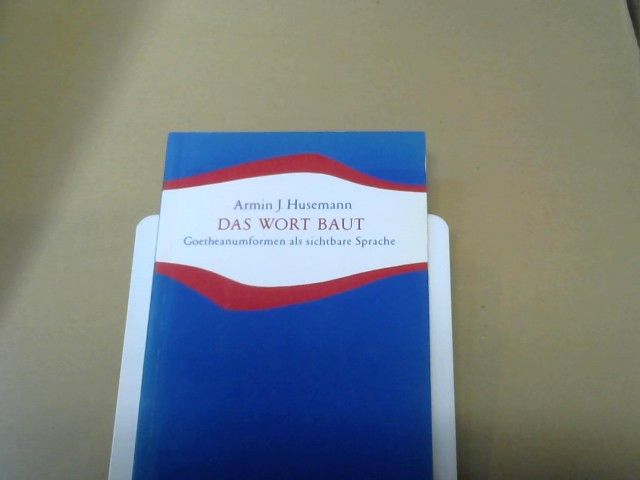 Armin J. Husemann
DAS WORT BAUT
Goetheanumformen als sichtbare Sprache